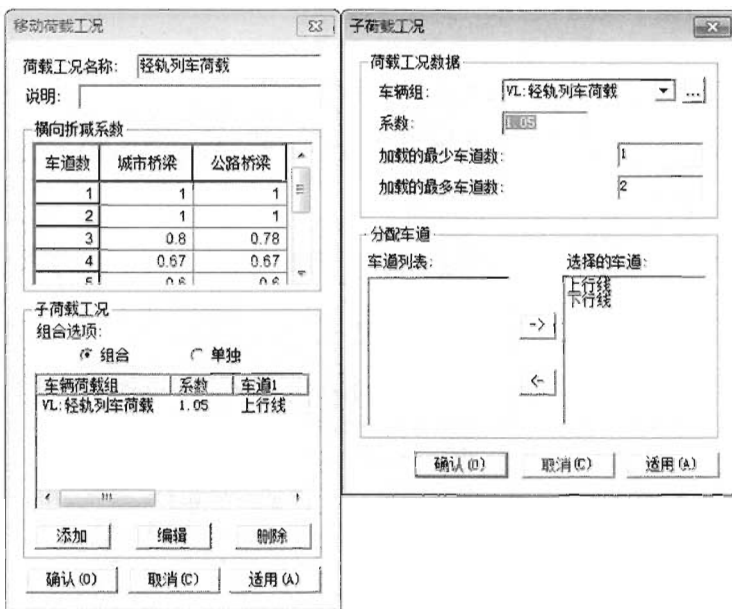 移动荷载工况
荷载工况名称: 轻轨列车荷载
说明:
横向折减系数
车道数 城市桥梁 公路桥梁
1 1 1
2 1 1
3 0.8 0.78
4 0.67 0.67
5 0.6 0.6
子荷载工况
组合选项:
组合 单独
车辆荷载组 系数 车道1
VL:轻轨列车荷载 1.05 上行线
添加 编辑 删除
确认(O) 取消(C) 适用(A)
子荷载工况
荷载工况数据
车辆组: VL:轻轨列车荷载 ...
系数: 1.05
加载的最少车道数: 1
加载的最多车道数: 2
分配车道
车道列表: 选择的车道:
上行线
下行线
->
<-
确认(O) 取消(C) 适用(A)